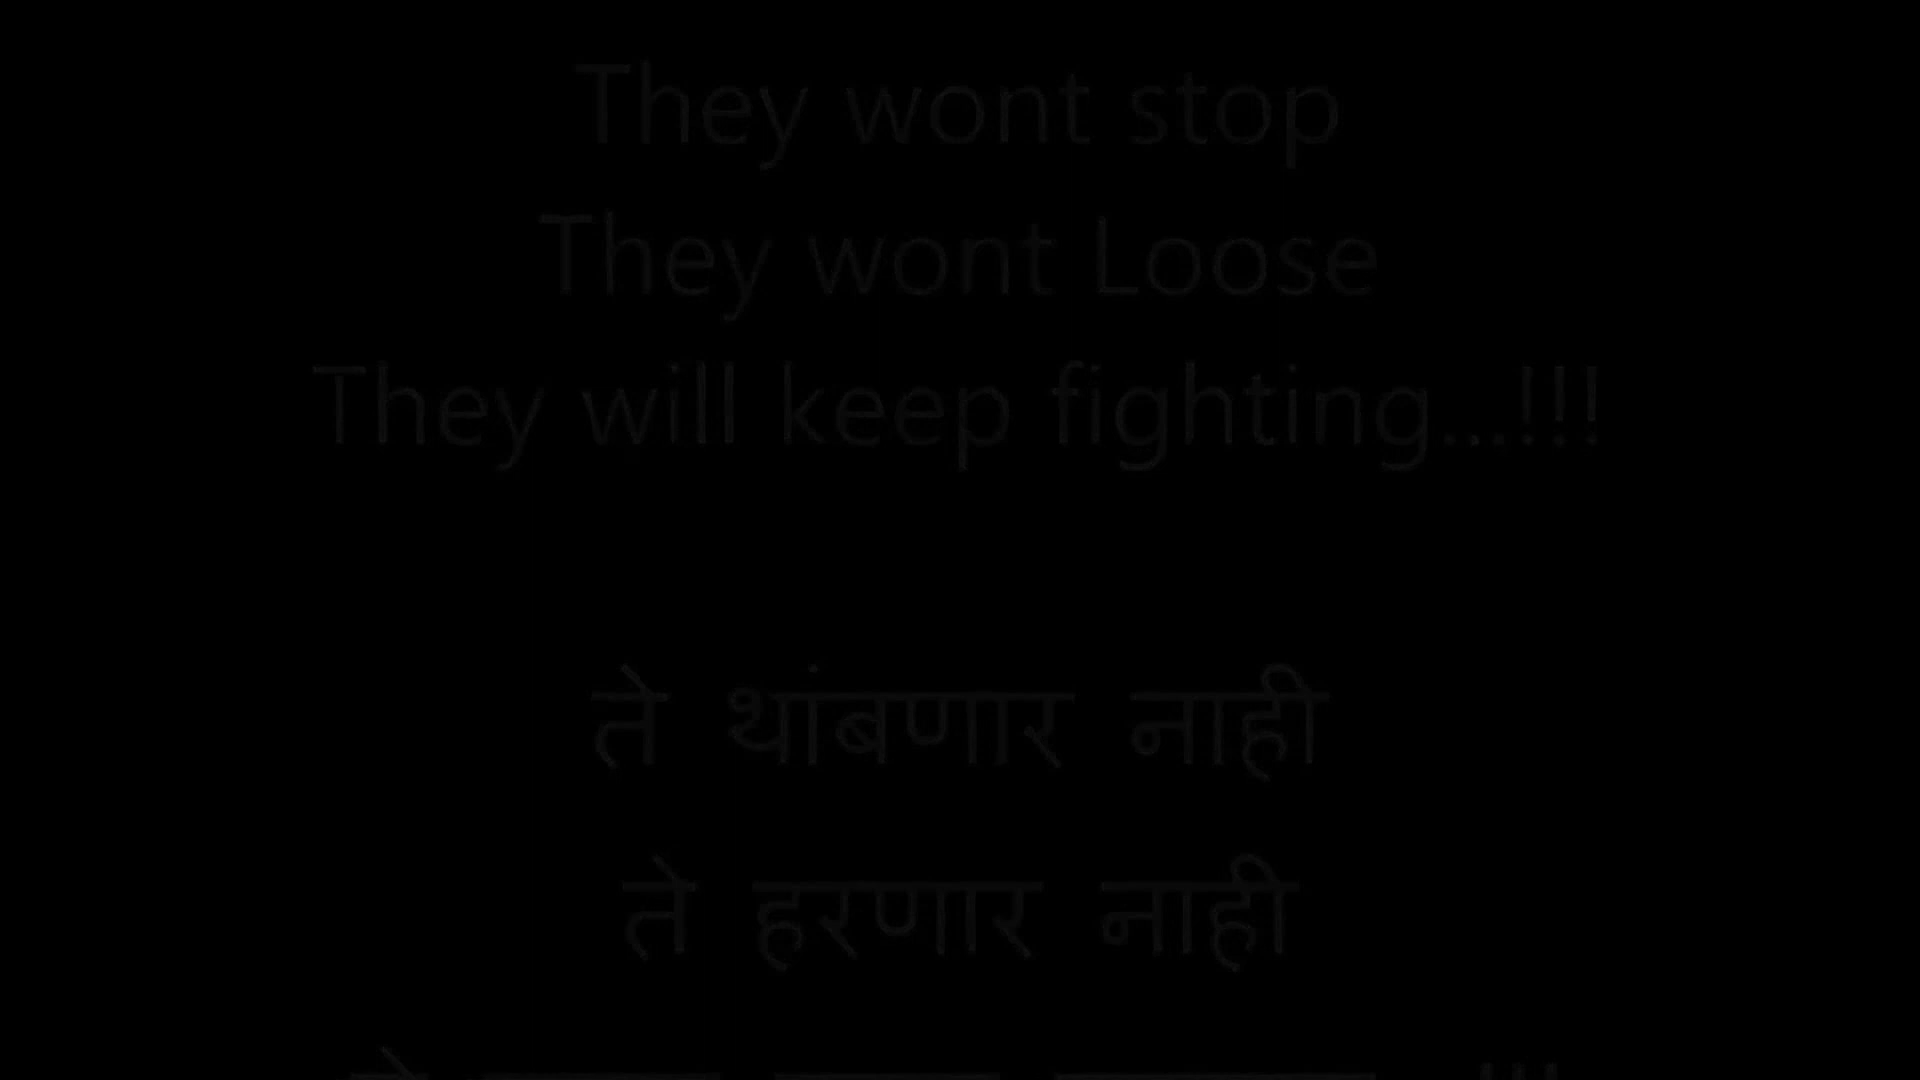 They wont stop
They wont Loose
They will keep fighting...!!!
ते थांबणार नाही
ते हरणार नाही